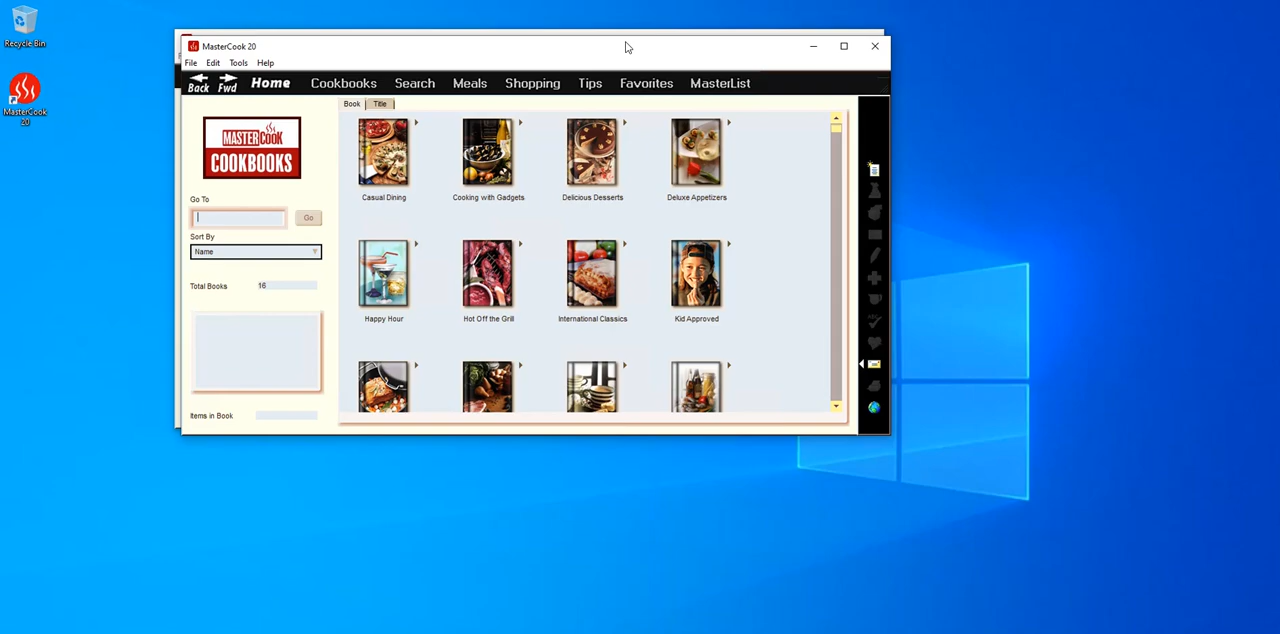 Recycle Bin
MasterCook
20
MasterCook 20
File Edit Tools Help
Back Fwd Home Cookbooks Search Meals Shopping Tips Favorites MasterList
Book Title
MASTERCOOK
COOKBOOKS
Go To
Go
Sort By
Name
Total Books 16
Items in Book
Casual Dining Cooking with Gadgets Delicious Desserts Deluxe Appetizers
Happy Hour Hot Off the Grill International Classics Kid Approved